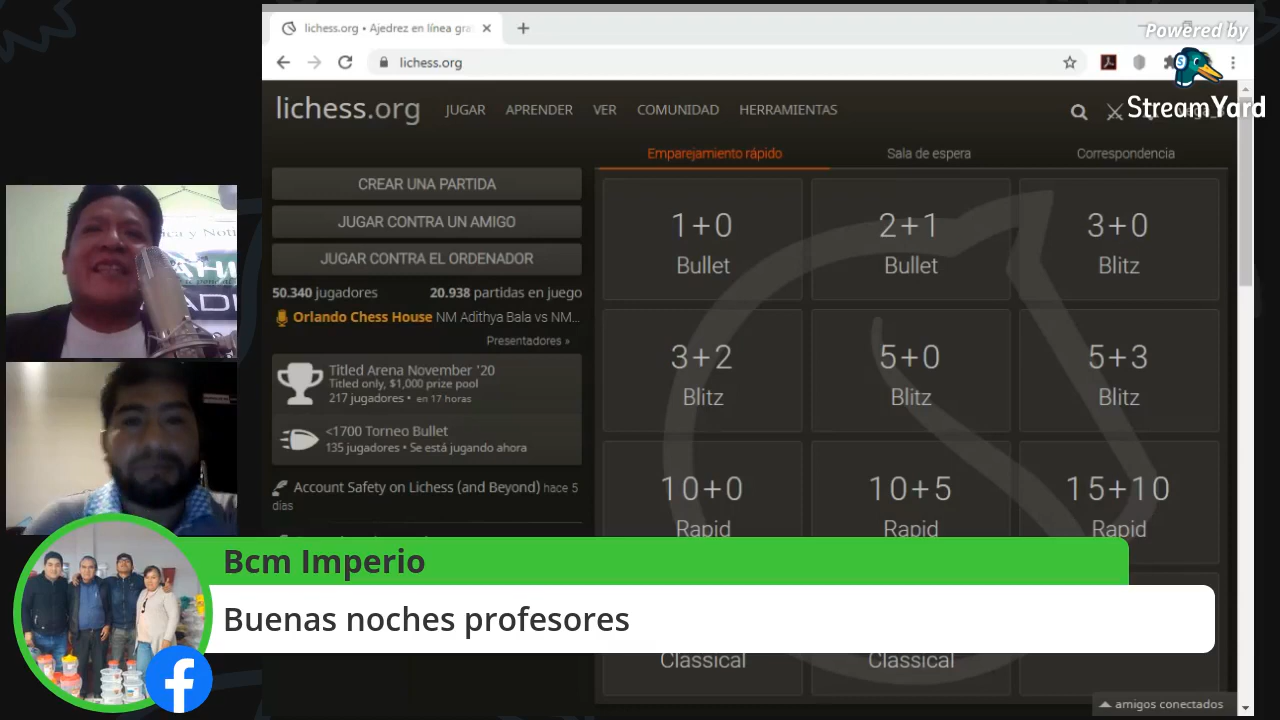 lichess.org • Ajedrez en línea gra
lichess.org
Powered by
StreamYard
lichess.org
JUGAR
APRENDER
VER
COMUNIDAD
HERRAMIENTAS
Emparejamiento rápido
Sala de espera
Correspondencia
CREAR UNA PARTIDA
JUGAR CONTRA UN AMIGO
JUGAR CONTRA EL ORDENADOR
50.340 jugadores
20.938 partidas en juego
Orlando Chess House NM Adithya Bala vs NM...
Presentadores »
Titled Arena November '20
Titled only, $1,000 prize pool
217 jugadores • en 17 horas
<1700 Torneo Bullet
135 jugadores • Se está jugando ahora
Account Safety on Lichess (and Beyond) hace 5
días
1+0
Bullet
2+1
Bullet
3+0
Blitz
3+2
Blitz
5+0
Blitz
5+3
Blitz
10+0
Rapid
10+5
Rapid
15+10
Rapid
Classical
Classical
amigos conectados
Bcm Imperio
Buenas noches profesores